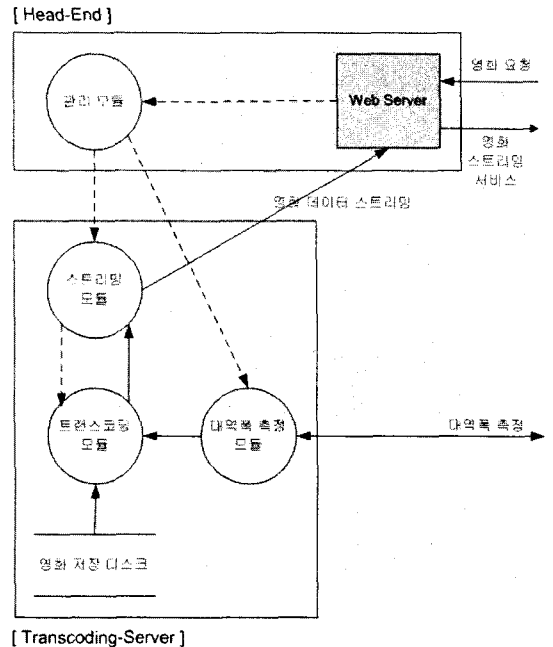 [ Head-End ]
관리 모듈
Web Server
영화 요청
영화
스트리밍
서비스
영화 데이터 스트리밍
스트리밍
모듈
트랜스코딩
모듈
대역폭 측정
모듈
대역폭 측정
영화 저장 디스크
[ Transcoding-Server ]